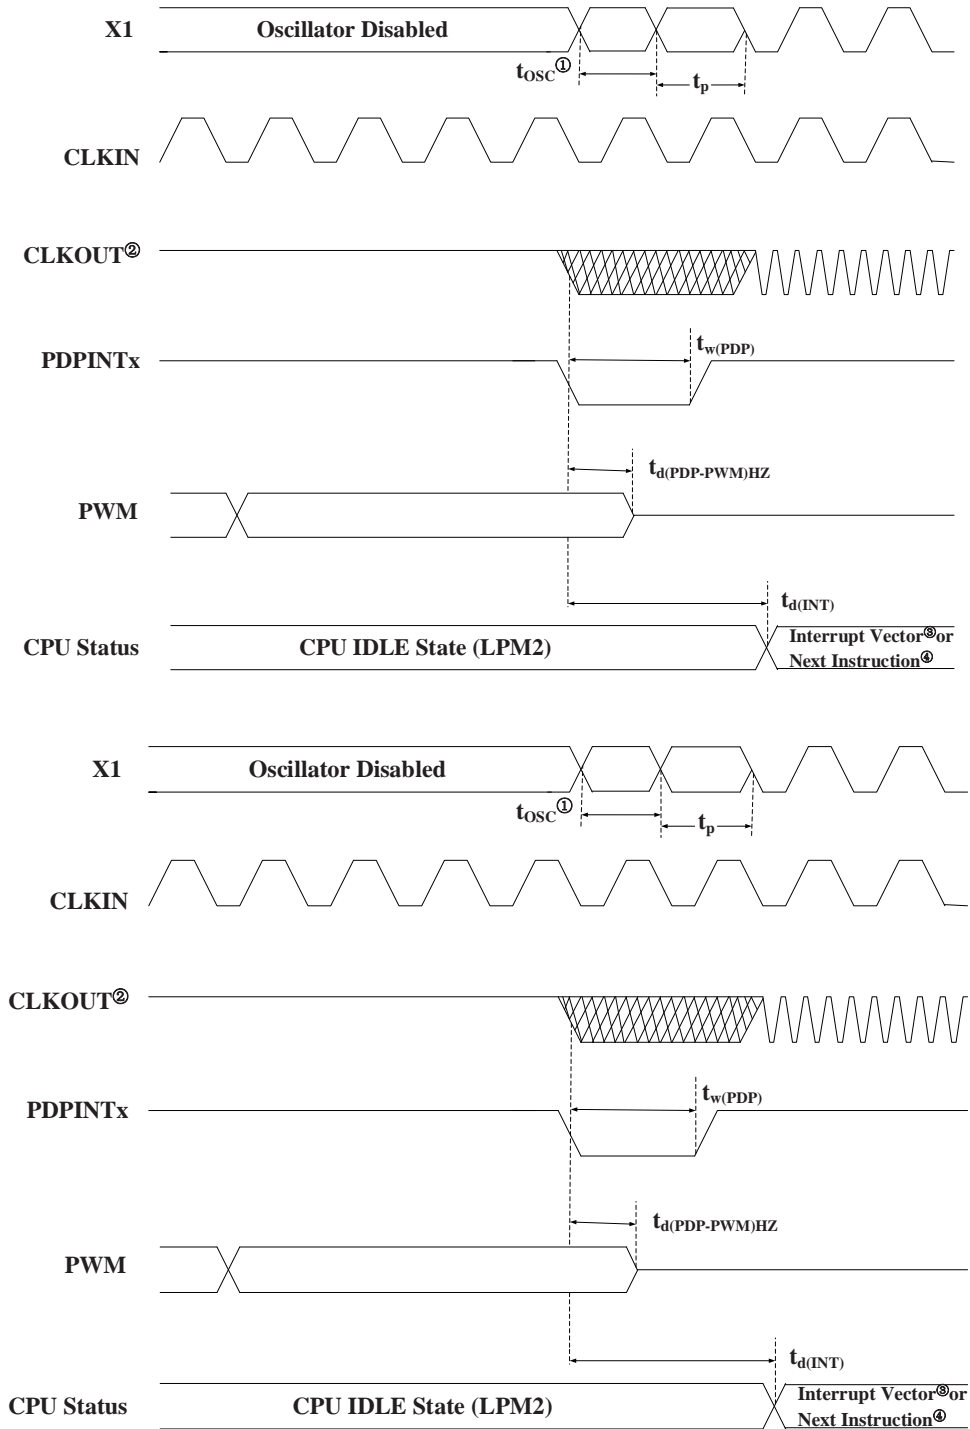 X1 Oscillator Disabled
tOSC① tp
CLKIN
CLKOUT②
tw(PDP)
PDPINTx
td(PDP-PWM)HZ
PWM
td(INT)
CPU Status CPU IDLE State (LPM2) Interrupt Vector③or
Next Instruction④
X1 Oscillator Disabled
tOSC① tp
CLKIN
CLKOUT②
tw(PDP)
PDPINTx
td(PDP-PWM)HZ
PWM
td(INT)
CPU Status CPU IDLE State (LPM2) Interrupt Vector③or
Next Instruction④